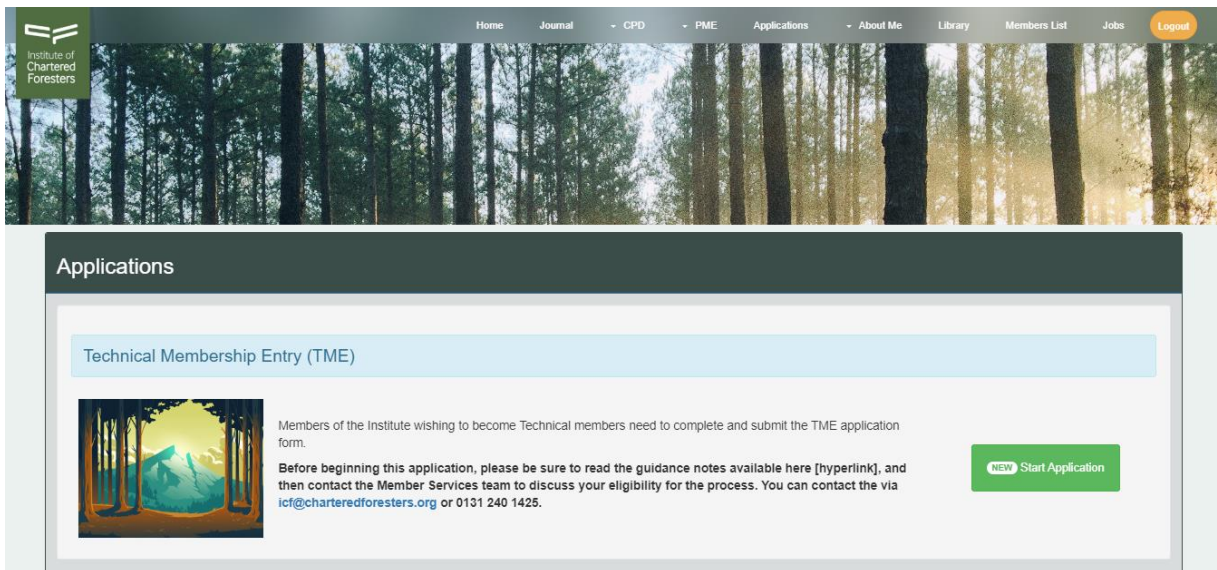 Institute of
Chartered
Foresters
Home Journal CPD PME Applications About Me Library Members List Jobs Logout
Applications
Technical Membership Entry (TME)
Members of the Institute wishing to become Technical members need to complete and submit the TME application
form.
Before beginning this application, please be sure to read the guidance notes available here [hyperlink], and
then contact the Member Services team to discuss your eligibility for the process. You can contact the via
icf@charteredforesters.org or 0131 240 1425.
NEW Start Application